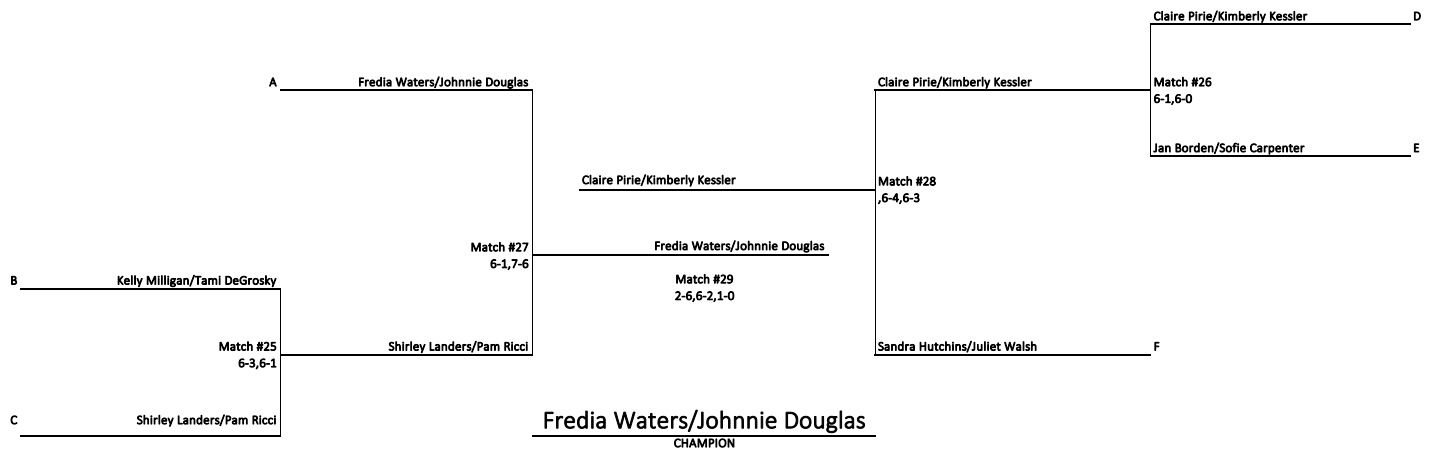 Claire Pirie/Kimberly Kessler D
A Fredia Waters/Johnnie Douglas Claire Pirie/Kimberly Kessler Match #26
6-1,6-0
Jan Borden/Sofie Carpenter E
Claire Pirie/Kimberly Kessler Match #28
,6-4,6-3
Match #27 Fredia Waters/Johnnie Douglas
6-1,7-6
B Kelly Milligan/Tami DeGrosky Match #29
2-6,6-2,1-0
Match #25 Shirley Landers/Pam Ricci Sandra Hutchins/Juliet Walsh F
6-3,6-1
C Shirley Landers/Pam Ricci Fredia Waters/Johnnie Douglas
CHAMPION